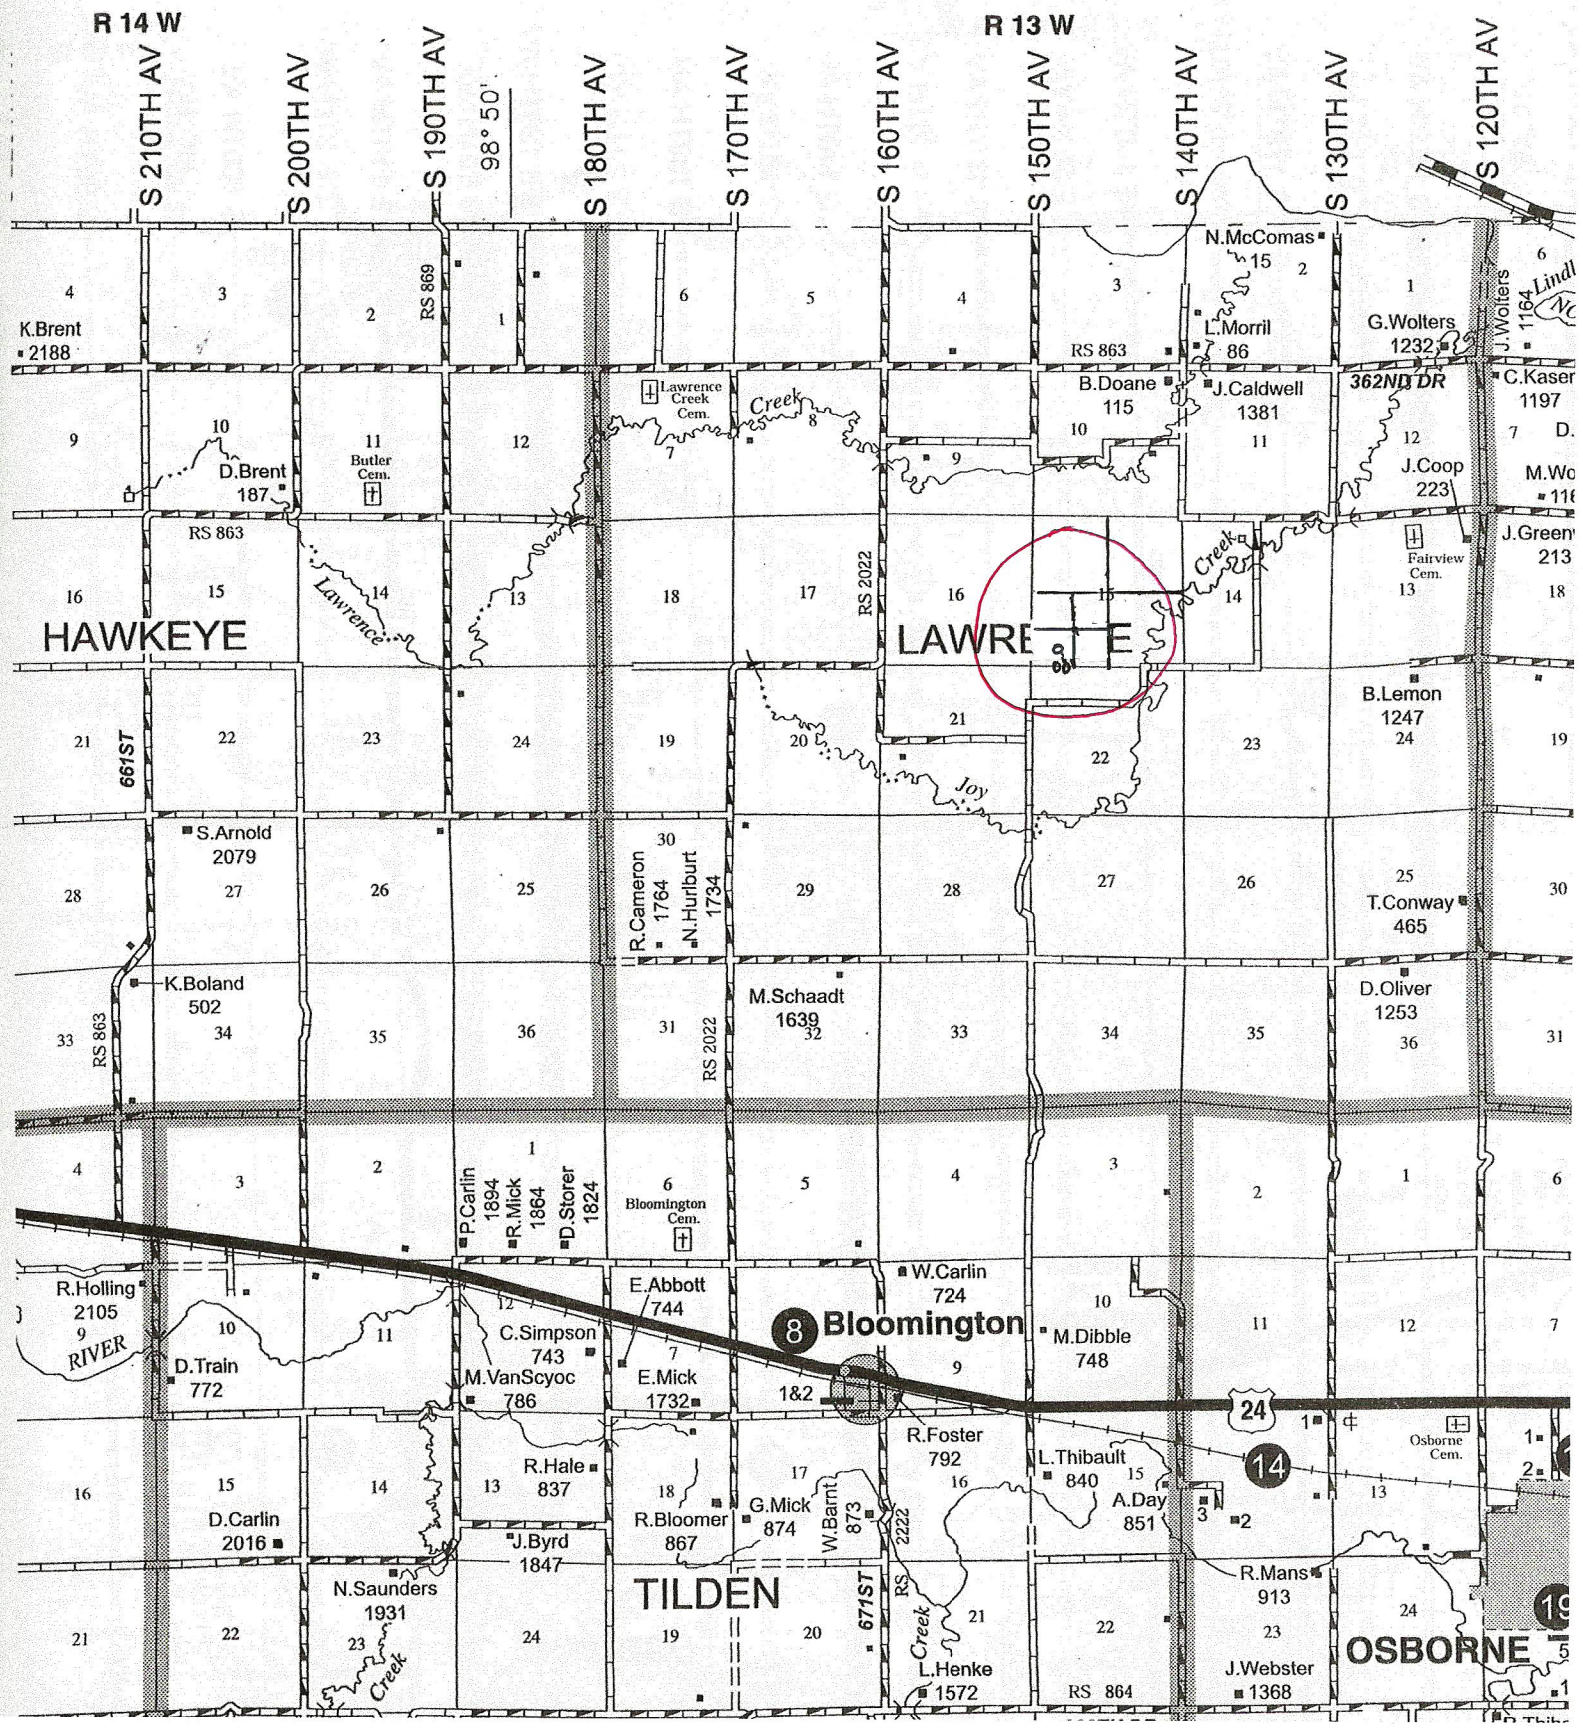 R 14 W
R 13 W
S 210TH AV
S 200TH AV
S 190TH AV
98° 50'
S 180TH AV
S 170TH AV
S 160TH AV
S 150TH AV
S 140TH AV
S 130TH AV
S 120TH AV
4
3
2
1
6
5
4
3
2
1
6
RS 869
N.McComas
15
K.Brent
2188
L.Morril
86
G.Wolters
1232
J.Wolters
1164
RS 863
362ND DR
B.Doane
115
J.Caldwell
1381
C.Kaser
1197
Lawrence
Creek
Cem.
Creek
9
10
11
12
7
8
9
10
11
12
7
D.
D.Brent
187
Butler
Cem.
J.Coop
223
M.Wo
116
RS 863
J.Green
213
Fairview
Cem.
RS 2022
Creek
16
15
14
13
18
17
16
15
14
13
18
Lawrence
HAWKEYE
LAWRE E
B.Lemon
1247
21
22
23
24
19
20
21
22
23
24
19
661ST
Joy
S.Arnold
2079
R.Cameron
1764
N.Hurlburt
1734
28
27
26
25
30
29
28
27
26
25
30
T.Conway
465
K.Boland
502
M.Schaadt
1639
D.Oliver
1253
33
34
35
36
31
32
33
34
35
36
31
RS 863
RS 2022
4
3
2
1
6
5
4
3
2
1
6
P.Carlin
1894
R.Mick
1864
D.Storer
1824
Bloomington
Cem.
R.Holling
2105
9
RIVER
10
11
12
E.Abbott
744
W.Carlin
724
10
11
12
7
8 Bloomington
C.Simpson
743
7
9
M.Dibble
748
D.Train
772
M.VanScyoc
786
E.Mick
1732
1&2
24
R.Foster
792
1
Osborne
Cem.
1
2
L.Thibault
840
14
R.Hale
837
16
15
14
13
18
17
16
15
13
A.Day
851
3
2
D.Carlin
2016
R.Bloomer
867
G.Mick
874
W.Barnt
873
RS 2222
J.Byrd
1847
N.Saunders
1931
TILDEN
671ST
R.Mans
913
19
21
22
23
24
19
20
21
22
23
24
Creek
Creek
OSBORNE
5
L.Henke
1572
RS 864
J.Webster
1368
1